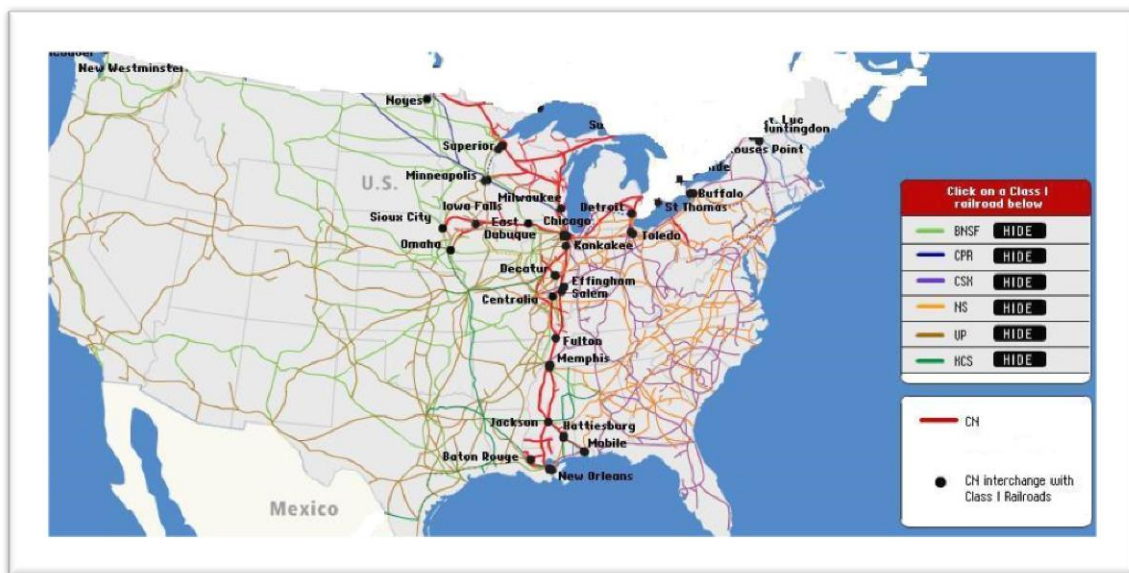 New Westminster
Noyes
Superior
Minneapolis
U.S.
Iowa Falls
Sioux City
Omaha
East
Dubuque
Milwaukee
Chicago
Detroit
St Thomas
Buffalo
Toledo
Kankakee
Decatur
Effingham
Salem
Centralia
Fulton
Memphis
Jackson
Hattiesburg
Mobile
Baton Rouge
New Orleans
Mexico
Huntingdon
Click on a Class I
railroad below
BNSF HIDE
CPR HIDE
CSX HIDE
NS HIDE
UP HIDE
KCS HIDE
CN
CN interchange with
Class I Railroads